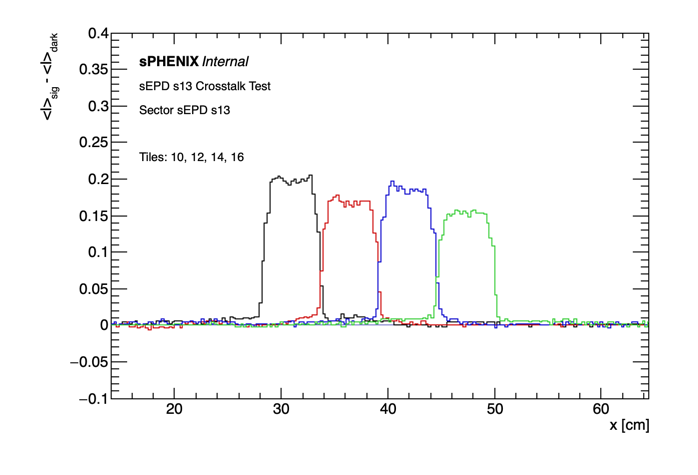 <I>sig - <I>dark
0.4
0.35
0.3
0.25
0.2
0.15
0.1
0.05
0
−0.05
−0.1
sPHENIX Internal
sEPD s13 Crosstalk Test
Sector sEPD s13
Tiles: 10, 12, 14, 16
20 30 40 50 60
x [cm]